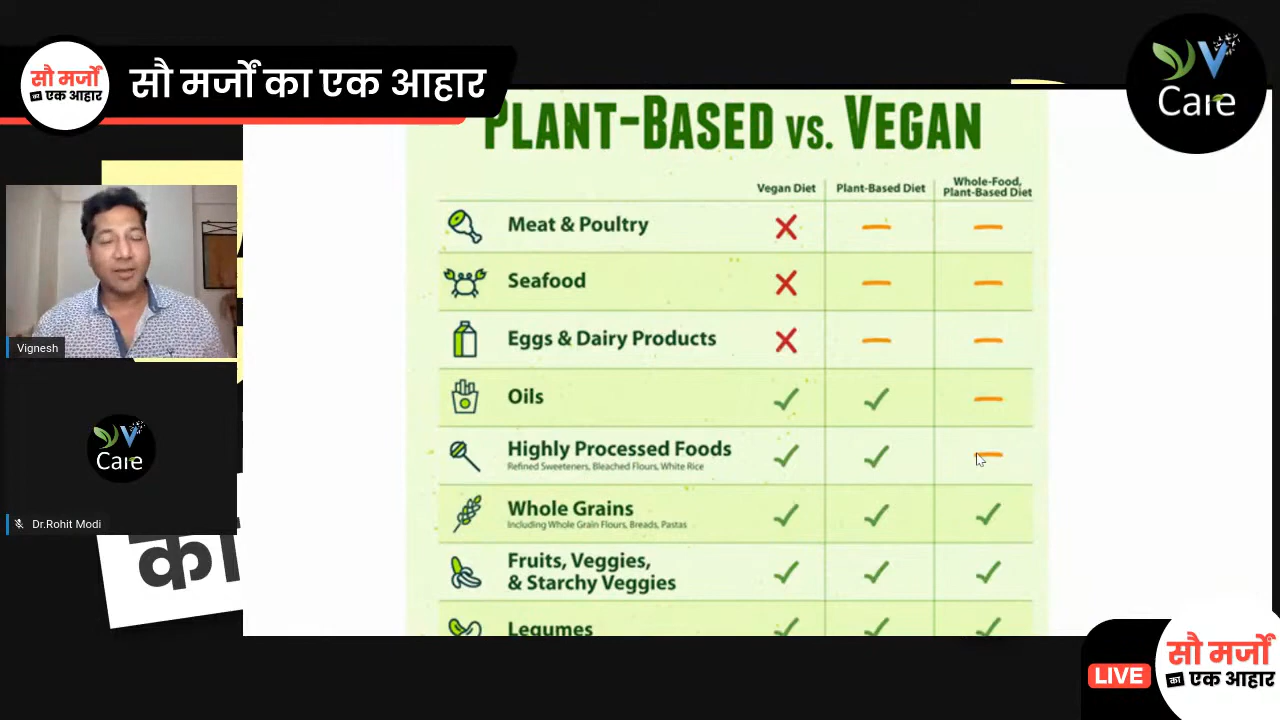 सौ मर्जों
का एक आहार
सौ मर्जों का एक आहार
V
Care
PLANT-BASED VS. VEGAN
Vegan Diet
Plant-Based Diet
Whole-Food,
Plant-Based Diet
Meat & Poultry
Seafood
Eggs & Dairy Products
Oils
Highly Processed Foods
Refined Sweeteners, Bleached Flours, White Rice
Whole Grains
Including Whole Grain Flours, Breads, Pastas
Fruits, Veggies,
& Starchy Veggies
Legumes
Vignesh
V
Care
Dr.Rohit Modi
का
LIVE
सौ मर्जों
का एक आहार